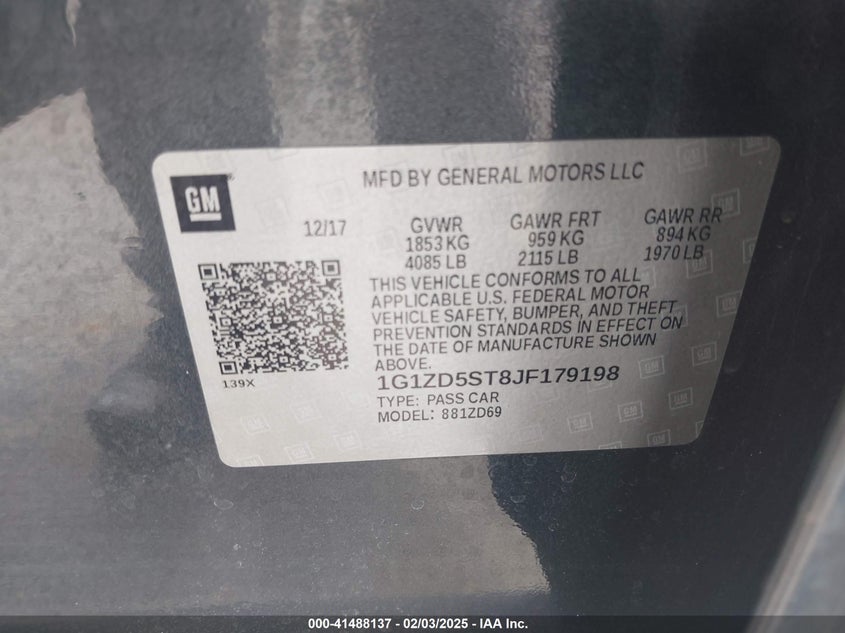 GM
MFD BY GENERAL MOTORS LLC
12/17
GVWR
1853 KG
4085 LB
GAWR FRT
959 KG
2115 LB
GAWR RR
894 KG
1970 LB
THIS VEHICLE CONFORMS TO ALL
APPLICABLE U.S. FEDERAL MOTOR
VEHICLE SAFETY, BUMPER, AND THEFT
PREVENTION STANDARDS IN EFFECT ON
THE DATE OF MANUFACTURE SHOWN
ABOVE.
139X
1G1ZD5ST8JF179198
TYPE: PASS CAR
MODEL: 881ZD69
000-41488137 - 02/03/2025 - IAA Inc.